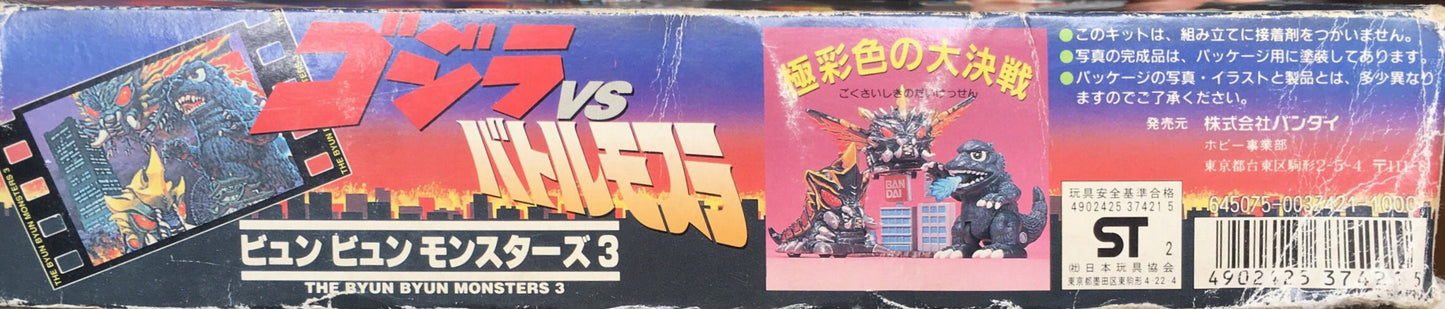 THE BYUN MONSTERS 3
THE BYUN MONSTERS 3
THE BYUN
ゴジラ
VS
バトルモスラ
ビュン ビュン モンスターズ3
THE BYUN BYUN MONSTERS 3
極彩色の大決戦
ごくさいしきのだいけっせん
BAN
DAI
●このキットは、組み立てに接着剤をつかいません。
●写真の完成品は、パッケージ用に塗装してあります。
●パッケージの写真・イラストと製品とは、多少異なり
ますのでご了承ください。
発売元 株式会社バンダイ
ホビー事業部
東京都台東区駒形2-5-4 〒111
玩具安全基準合格
4902425 37421 5
ST 2
(社)日本玩具協会
東京都墨田区東駒形4-22-4
645075-0037421-1000
4902425 374215